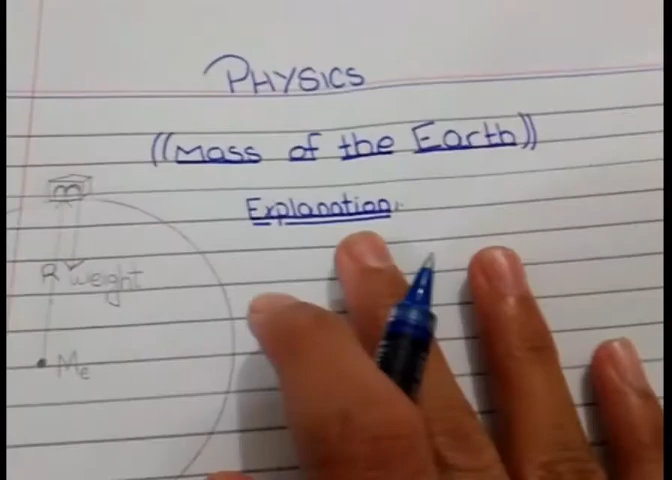 PHYSICS
((Mass of the Earth))
Explanation.
m
R weight
Me